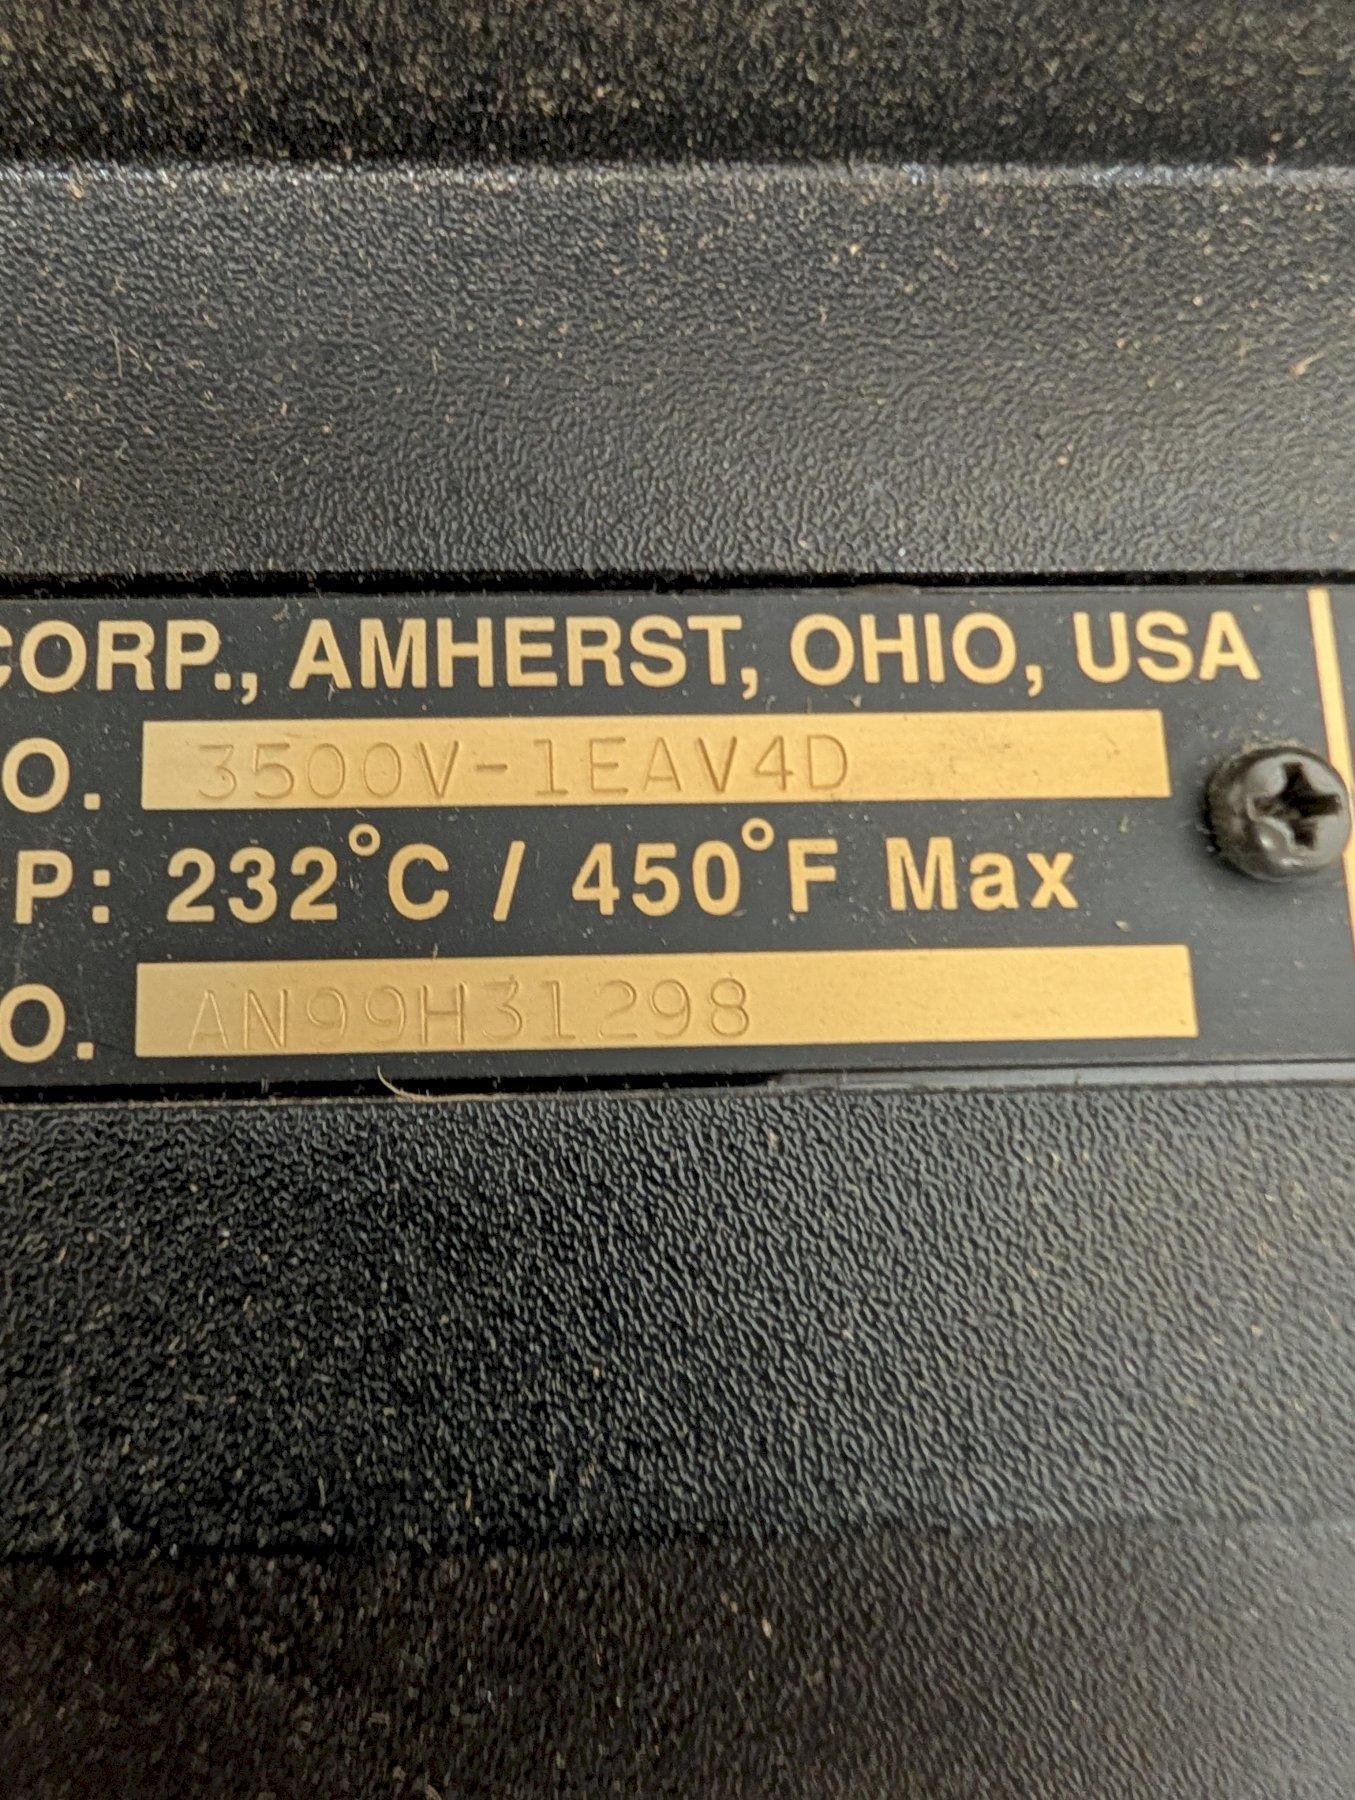 CORP., AMHERST, OHIO, USA
O. 3500V-1EAV4D
P: 232°C / 450°F Max
O. AN99H31298